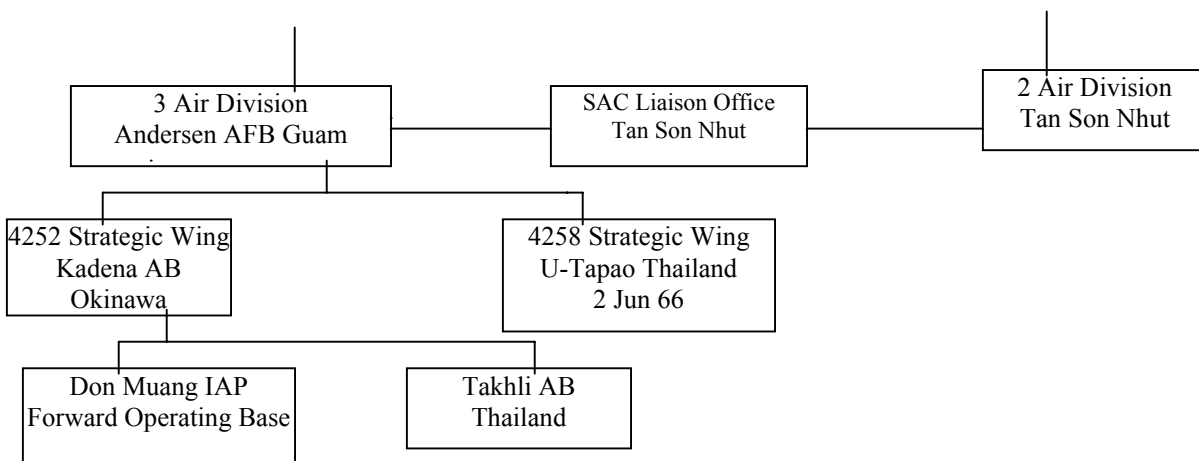 3 Air Division
Andersen AFB Guam
SAC Liaison Office
Tan Son Nhut
2 Air Division
Tan Son Nhut
4252 Strategic Wing
Kadena AB
Okinawa
4258 Strategic Wing
U-Tapao Thailand
2 Jun 66
Don Muang IAP
Forward Operating Base
Takhli AB
Thailand